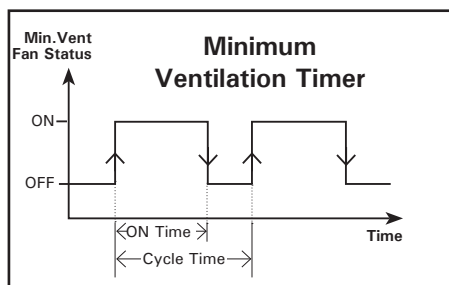 Min.Vent
Fan Status
Minimum
Ventilation Timer
ON
OFF
ON Time
Time
Cycle Time